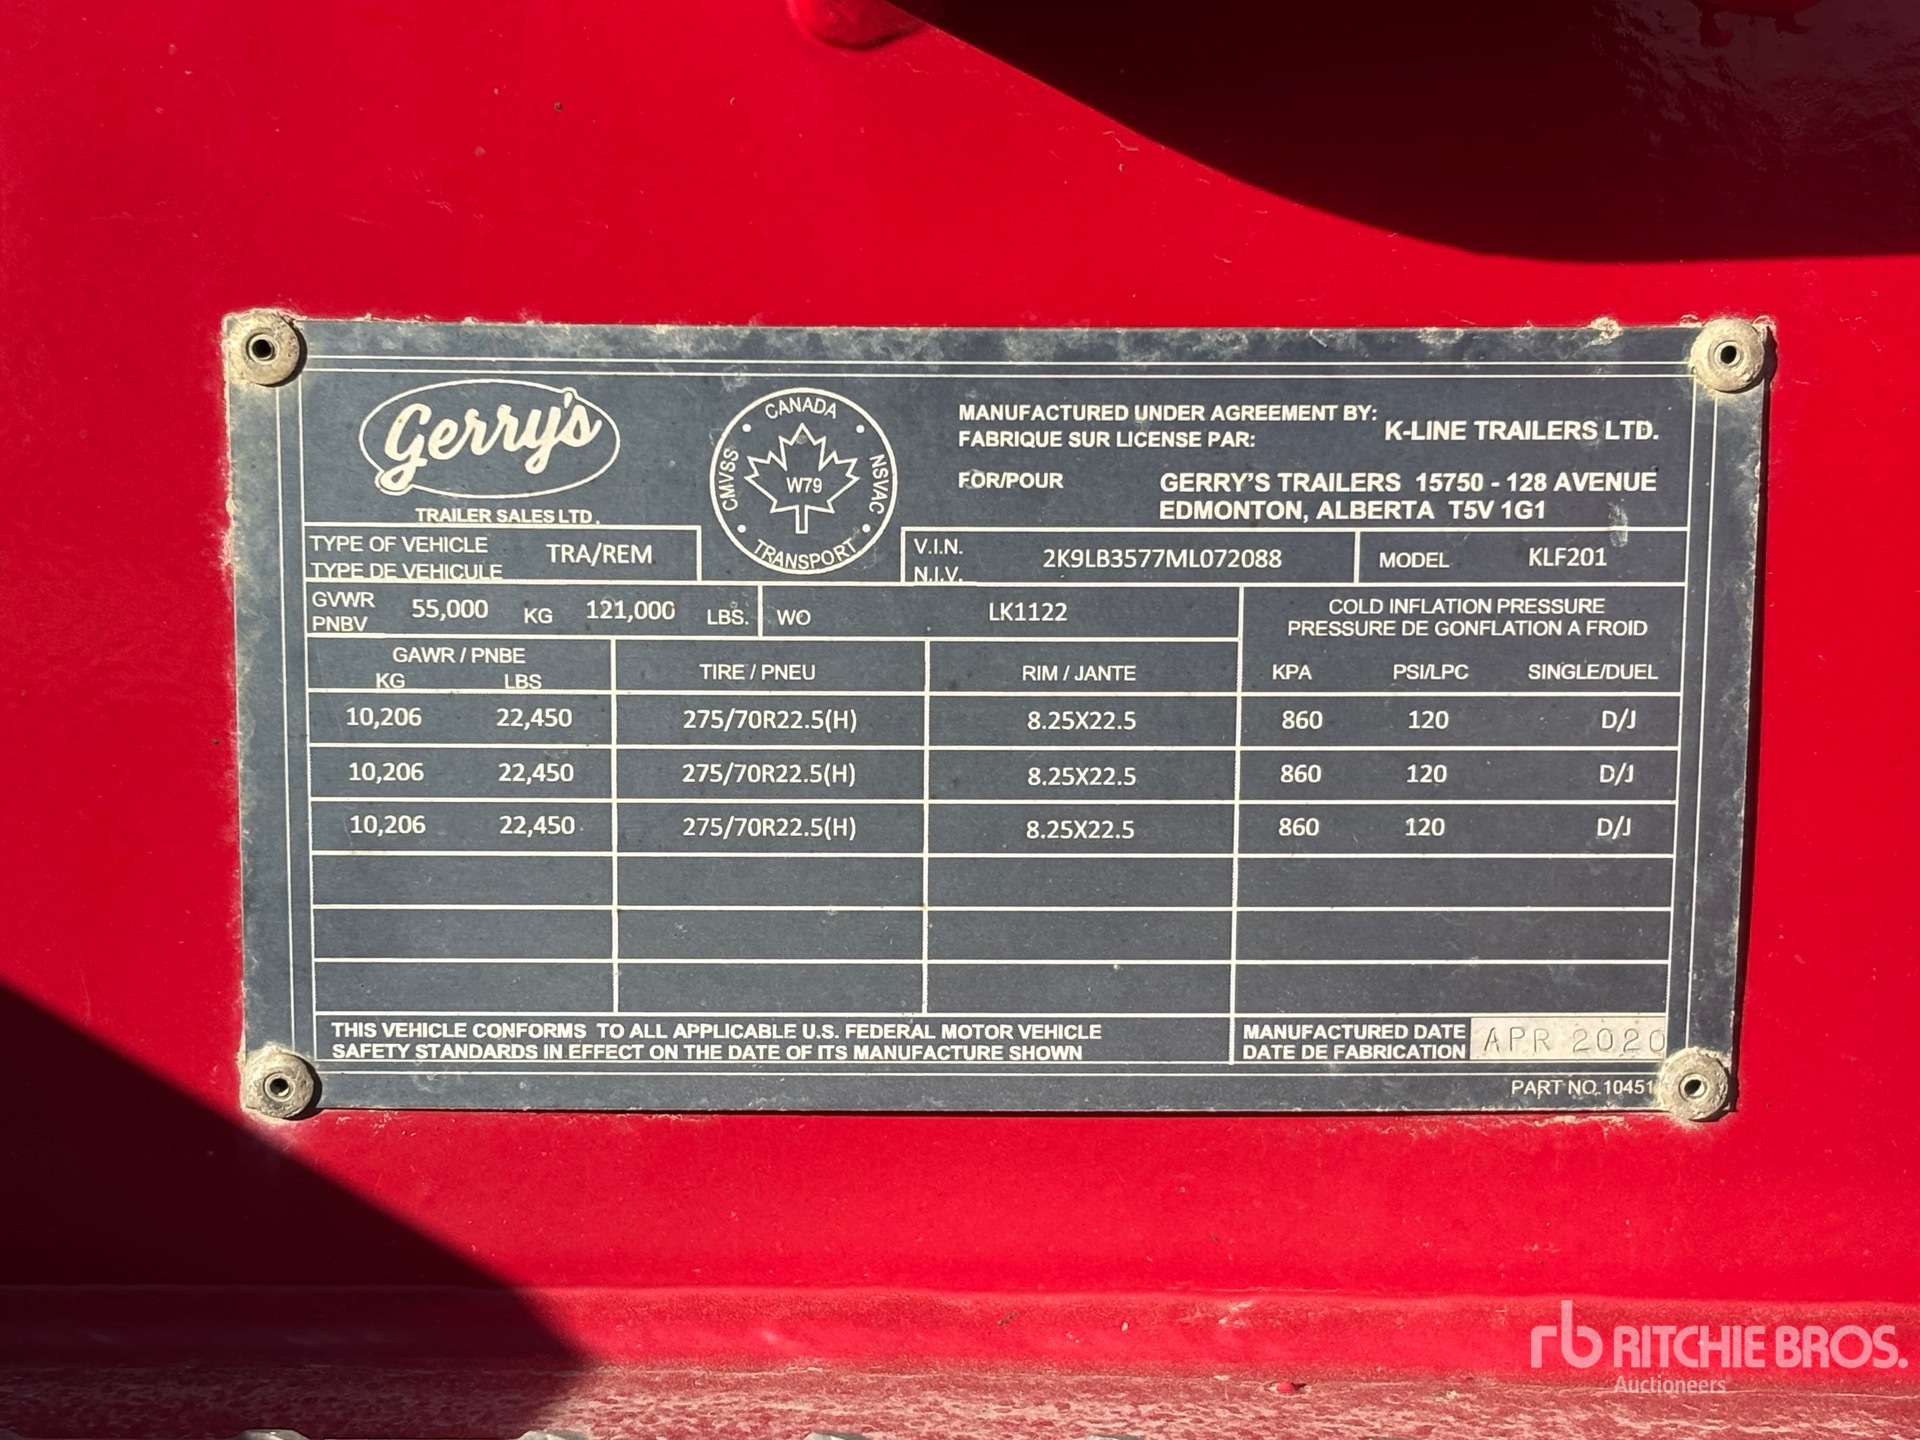 Gerry's
TRAILER SALES LTD.
CANADA
CMVSS
NSVAC
W79
TRANSPORT
MANUFACTURED UNDER AGREEMENT BY:
FABRIQUE SUR LICENSE PAR:
K-LINE TRAILERS LTD.
FOR/POUR
GERRY'S TRAILERS 15750 - 128 AVENUE
EDMONTON, ALBERTA T5V 1G1
TYPE OF VEHICLE
TYPE DE VEHICULE
TRA/REM
V.I.N.
N.I.V.
2K9LB3577ML072088
MODEL KLF201
GVWR
PNBV
55,000 KG 121,000 LBS.
WO LK1122
COLD INFLATION PRESSURE
PRESSURE DE GONFLATION A FROID
GAWR / PNBE
KG LBS
TIRE / PNEU
RIM / JANTE
KPA PSI/LPC SINGLE/DUEL
10,206 22,450 275/70R22.5(H) 8.25X22.5 860 120 D/J
10,206 22,450 275/70R22.5(H) 8.25X22.5 860 120 D/J
10,206 22,450 275/70R22.5(H) 8.25X22.5 860 120 D/J
THIS VEHICLE CONFORMS TO ALL APPLICABLE U.S. FEDERAL MOTOR VEHICLE
SAFETY STANDARDS IN EFFECT ON THE DATE OF ITS MANUFACTURE SHOWN
MANUFACTURED DATE
DATE DE FABRICATION
APR 2020
PART NO. 10451
rb RITCHIE BROS.
Auctioneers